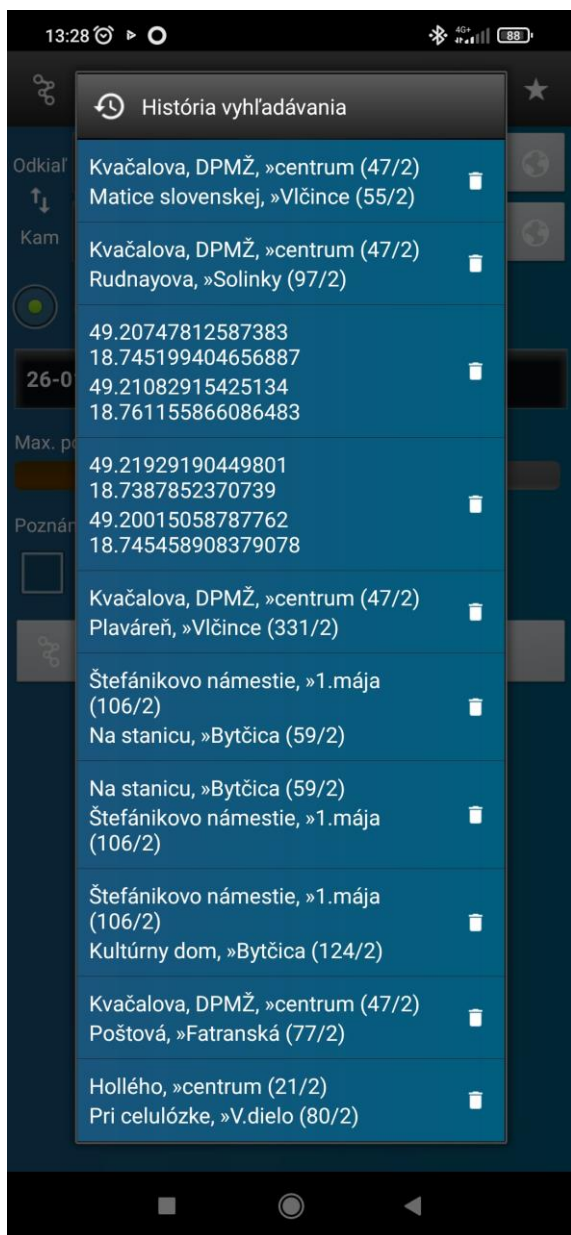 13:28
4G+
88
História vyhľadávania
Odkiaľ
Kam
Kvačalova, DPMŽ, »centrum (47/2)
Matice slovenskej, »Vlčince (55/2)
Kvačalova, DPMŽ, »centrum (47/2)
Rudnayova, »Solinky (97/2)
49.20747812587383
18.745199404656887
49.21082915425134
18.761155866086483
26-0
Max. po
49.21929190449801
18.7387852370739
49.20015058787762
18.745458908379078
Poznám
Kvačalova, DPMŽ, »centrum (47/2)
Plaváreň, »Vlčince (331/2)
Štefánikovo námestie, »1.mája
(106/2)
Na stanicu, »Bytčica (59/2)
Na stanicu, »Bytčica (59/2)
Štefánikovo námestie, »1.mája
(106/2)
Štefánikovo námestie, »1.mája
(106/2)
Kultúrny dom, »Bytčica (124/2)
Kvačalova, DPMŽ, »centrum (47/2)
Poštová, »Fatranská (77/2)
Hollého, »centrum (21/2)
Pri celulózke, »V.dielo (80/2)